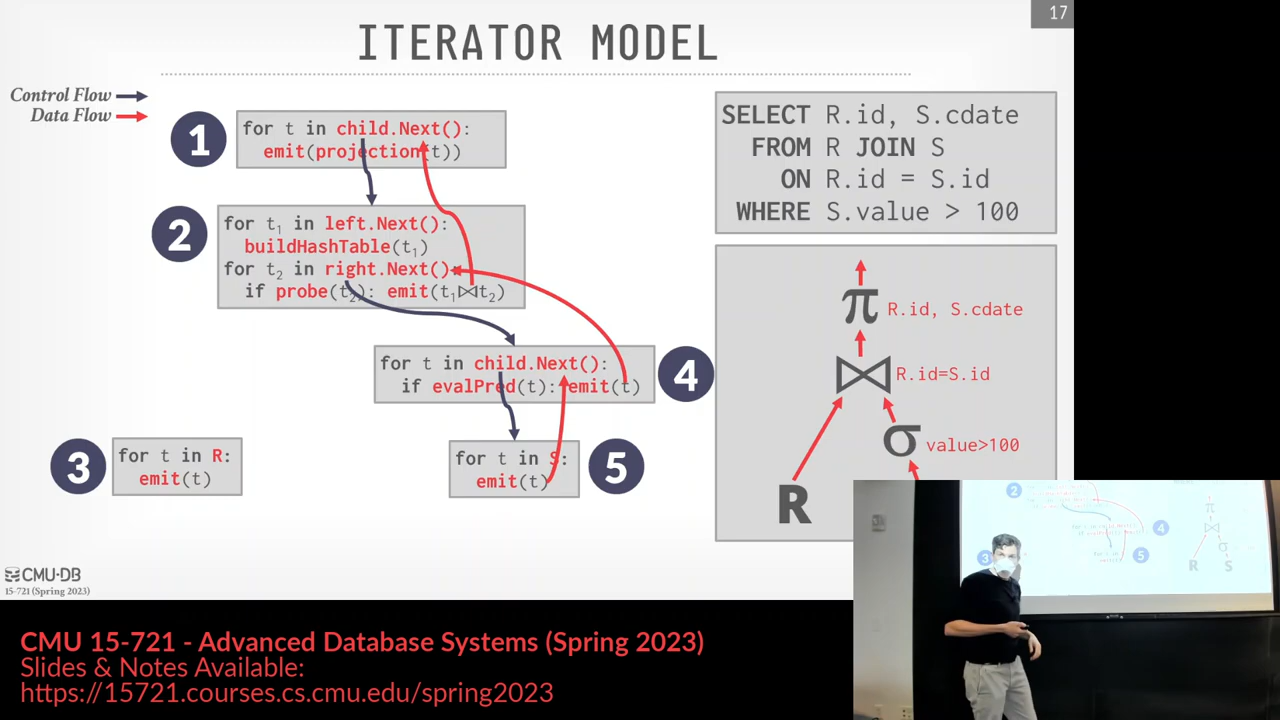 17
ITERATOR MODEL
Control Flow
Data Flow
1
for t in child.Next():
emit(projection(t))
2
for t₁ in left.Next():
buildHashTable(t₁)
for t₂ in right.Next():
if probe(t₂): emit(t₁⨝t₂)
for t in child.Next():
if evalPred(t): emit(t)
4
3
for t in R:
emit(t)
for t in S:
emit(t)
5
SELECT R.id, S.cdate
FROM R JOIN S
ON R.id = S.id
WHERE S.value > 100
π R.id, S.cdate
⨝ R.id=S.id
σ value>100
R
CMU·DB
15-721 (Spring 2023)
2
4
3
5
π
⨝
σ
R S
CMU 15-721 - Advanced Database Systems (Spring 2023)
Slides & Notes Available:
https://15721.courses.cs.cmu.edu/spring2023